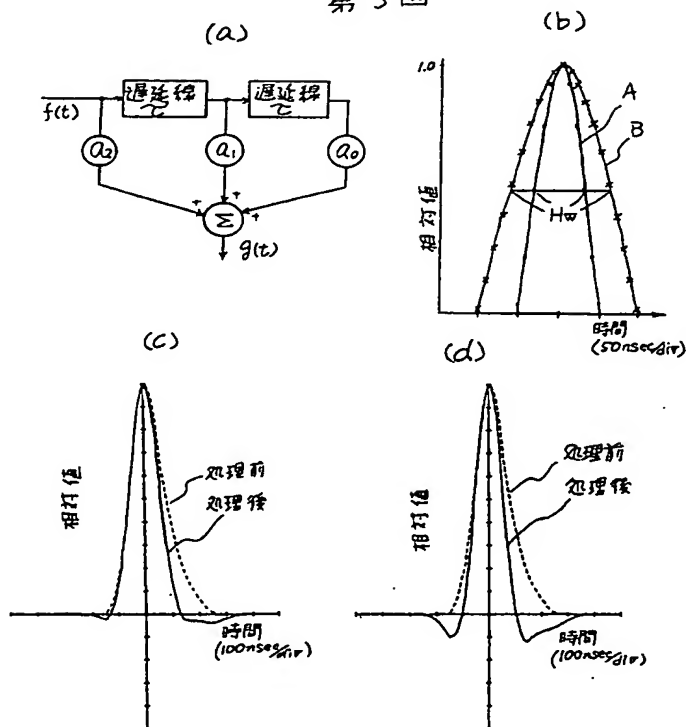 第3図
(a)
f(t)
遅延線
τ
遅延線
τ
a2
a1
a0
+
+
+
Σ
g(t)
(b)
1.0
A
B
Hw
相対値
時間
(50nsec/div)
(c)
処理前
処理後
相対値
時間
(100nsec/div)
(d)
処理前
処理後
相対値
時間
(100nsec/div)